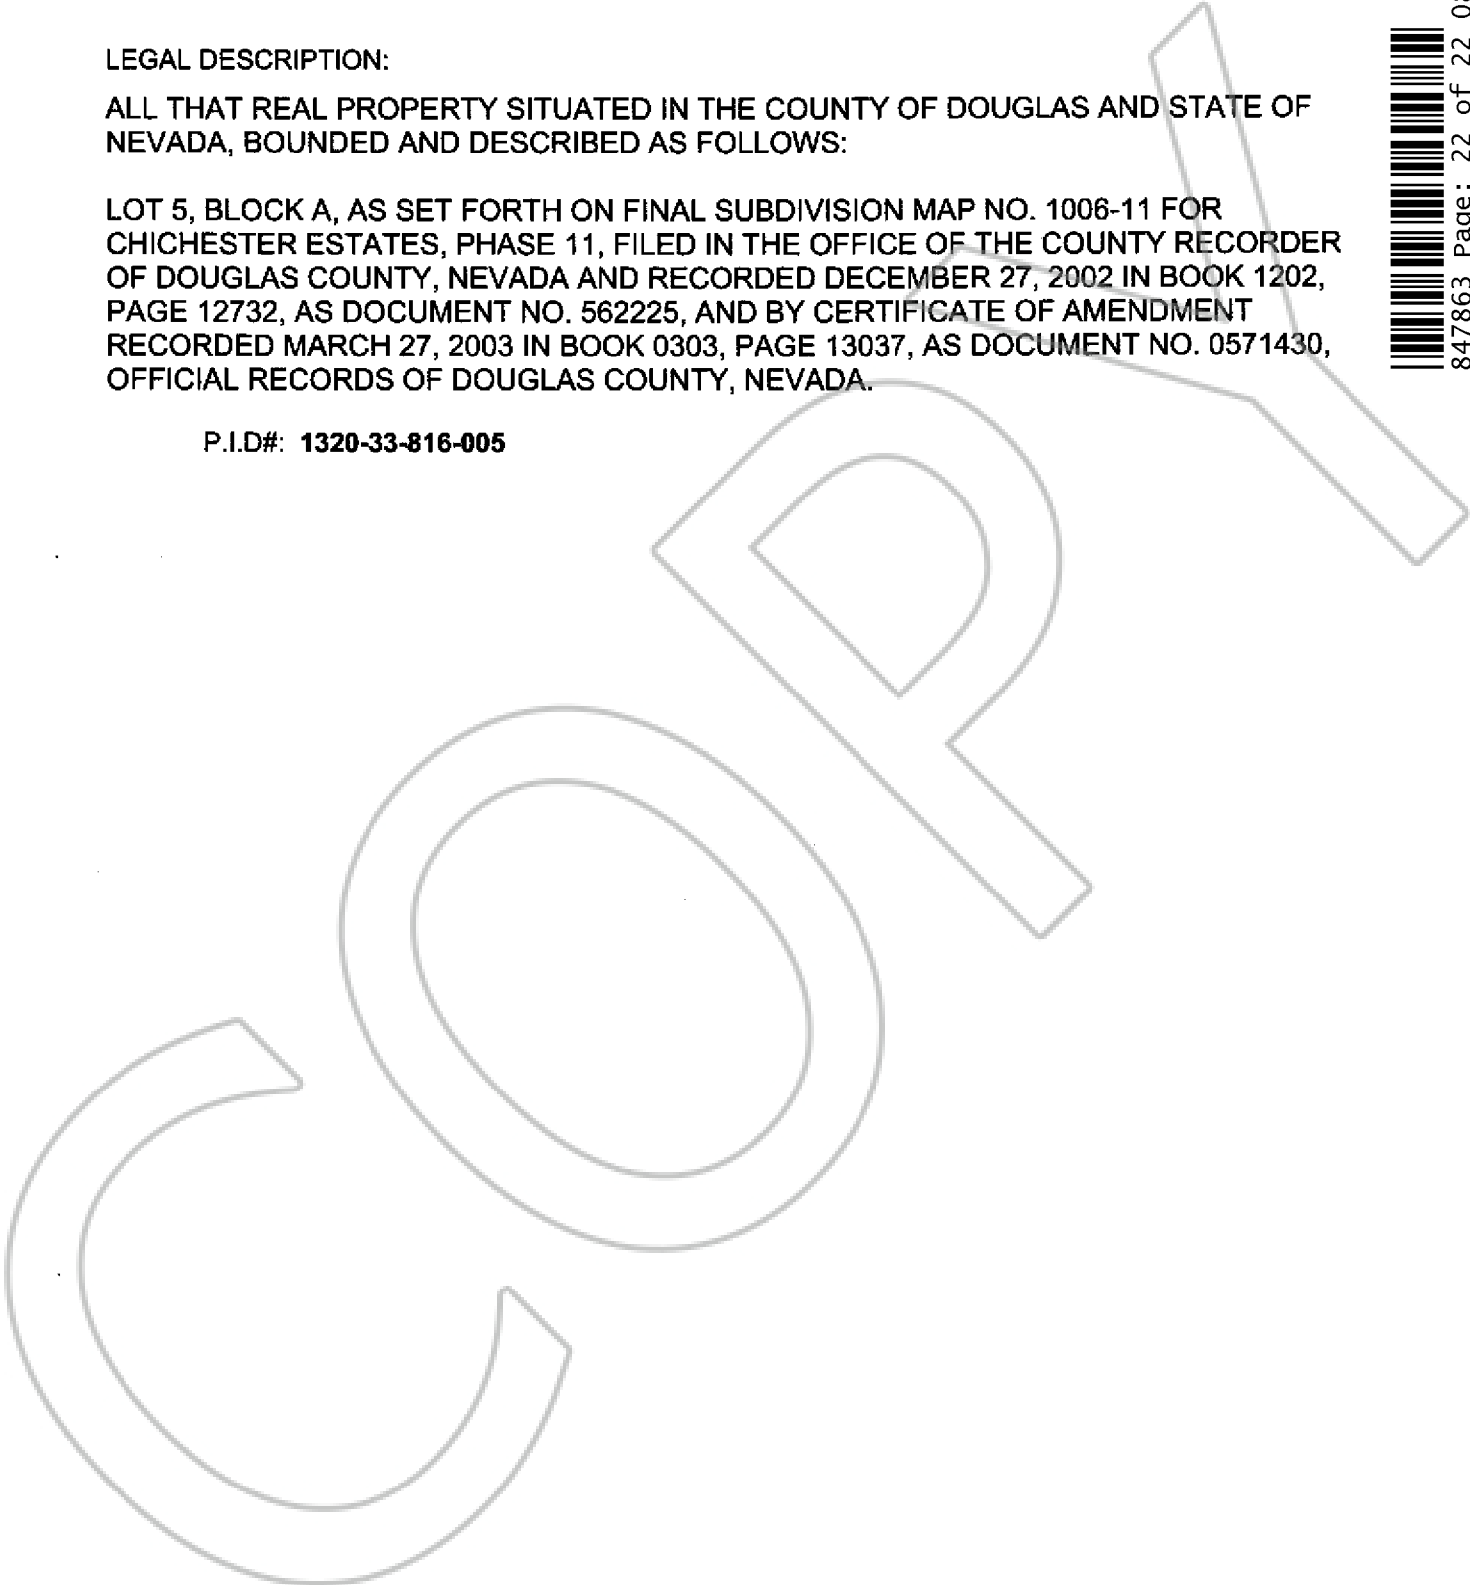 LEGAL DESCRIPTION:
ALL THAT REAL PROPERTY SITUATED IN THE COUNTY OF DOUGLAS AND STATE OF
NEVADA, BOUNDED AND DESCRIBED AS FOLLOWS:
LOT 5, BLOCK A, AS SET FORTH ON FINAL SUBDIVISION MAP NO. 1006-11 FOR
CHICHESTER ESTATES, PHASE 11, FILED IN THE OFFICE OF THE COUNTY RECORDER
OF DOUGLAS COUNTY, NEVADA AND RECORDED DECEMBER 27, 2002 IN BOOK 1202,
PAGE 12732, AS DOCUMENT NO. 562225, AND BY CERTIFICATE OF AMENDMENT
RECORDED MARCH 27, 2003 IN BOOK 0303, PAGE 13037, AS DOCUMENT NO. 0571430,
OFFICIAL RECORDS OF DOUGLAS COUNTY, NEVADA.
P.I.D#: 1320-33-816-005
847863 Page: 22 of 22
COPY